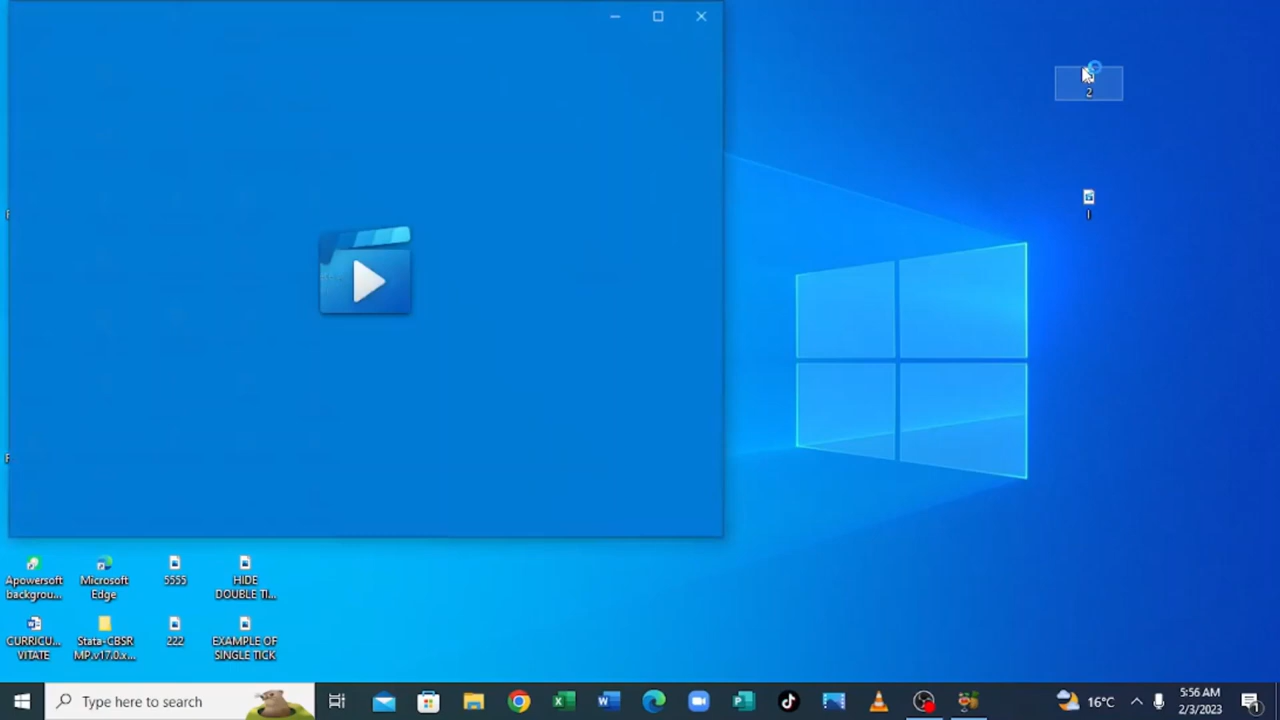 2
I
Apowersoft
backgrou...
Microsoft
Edge
5555
HIDE
DOUBLE TI...
CURRICU...
VITATE
Stata-CBSR
MP.v17.0.x...
222
EXAMPLE OF
SINGLE TICK
Type here to search
16°C
5:56 AM
2/3/2023
1